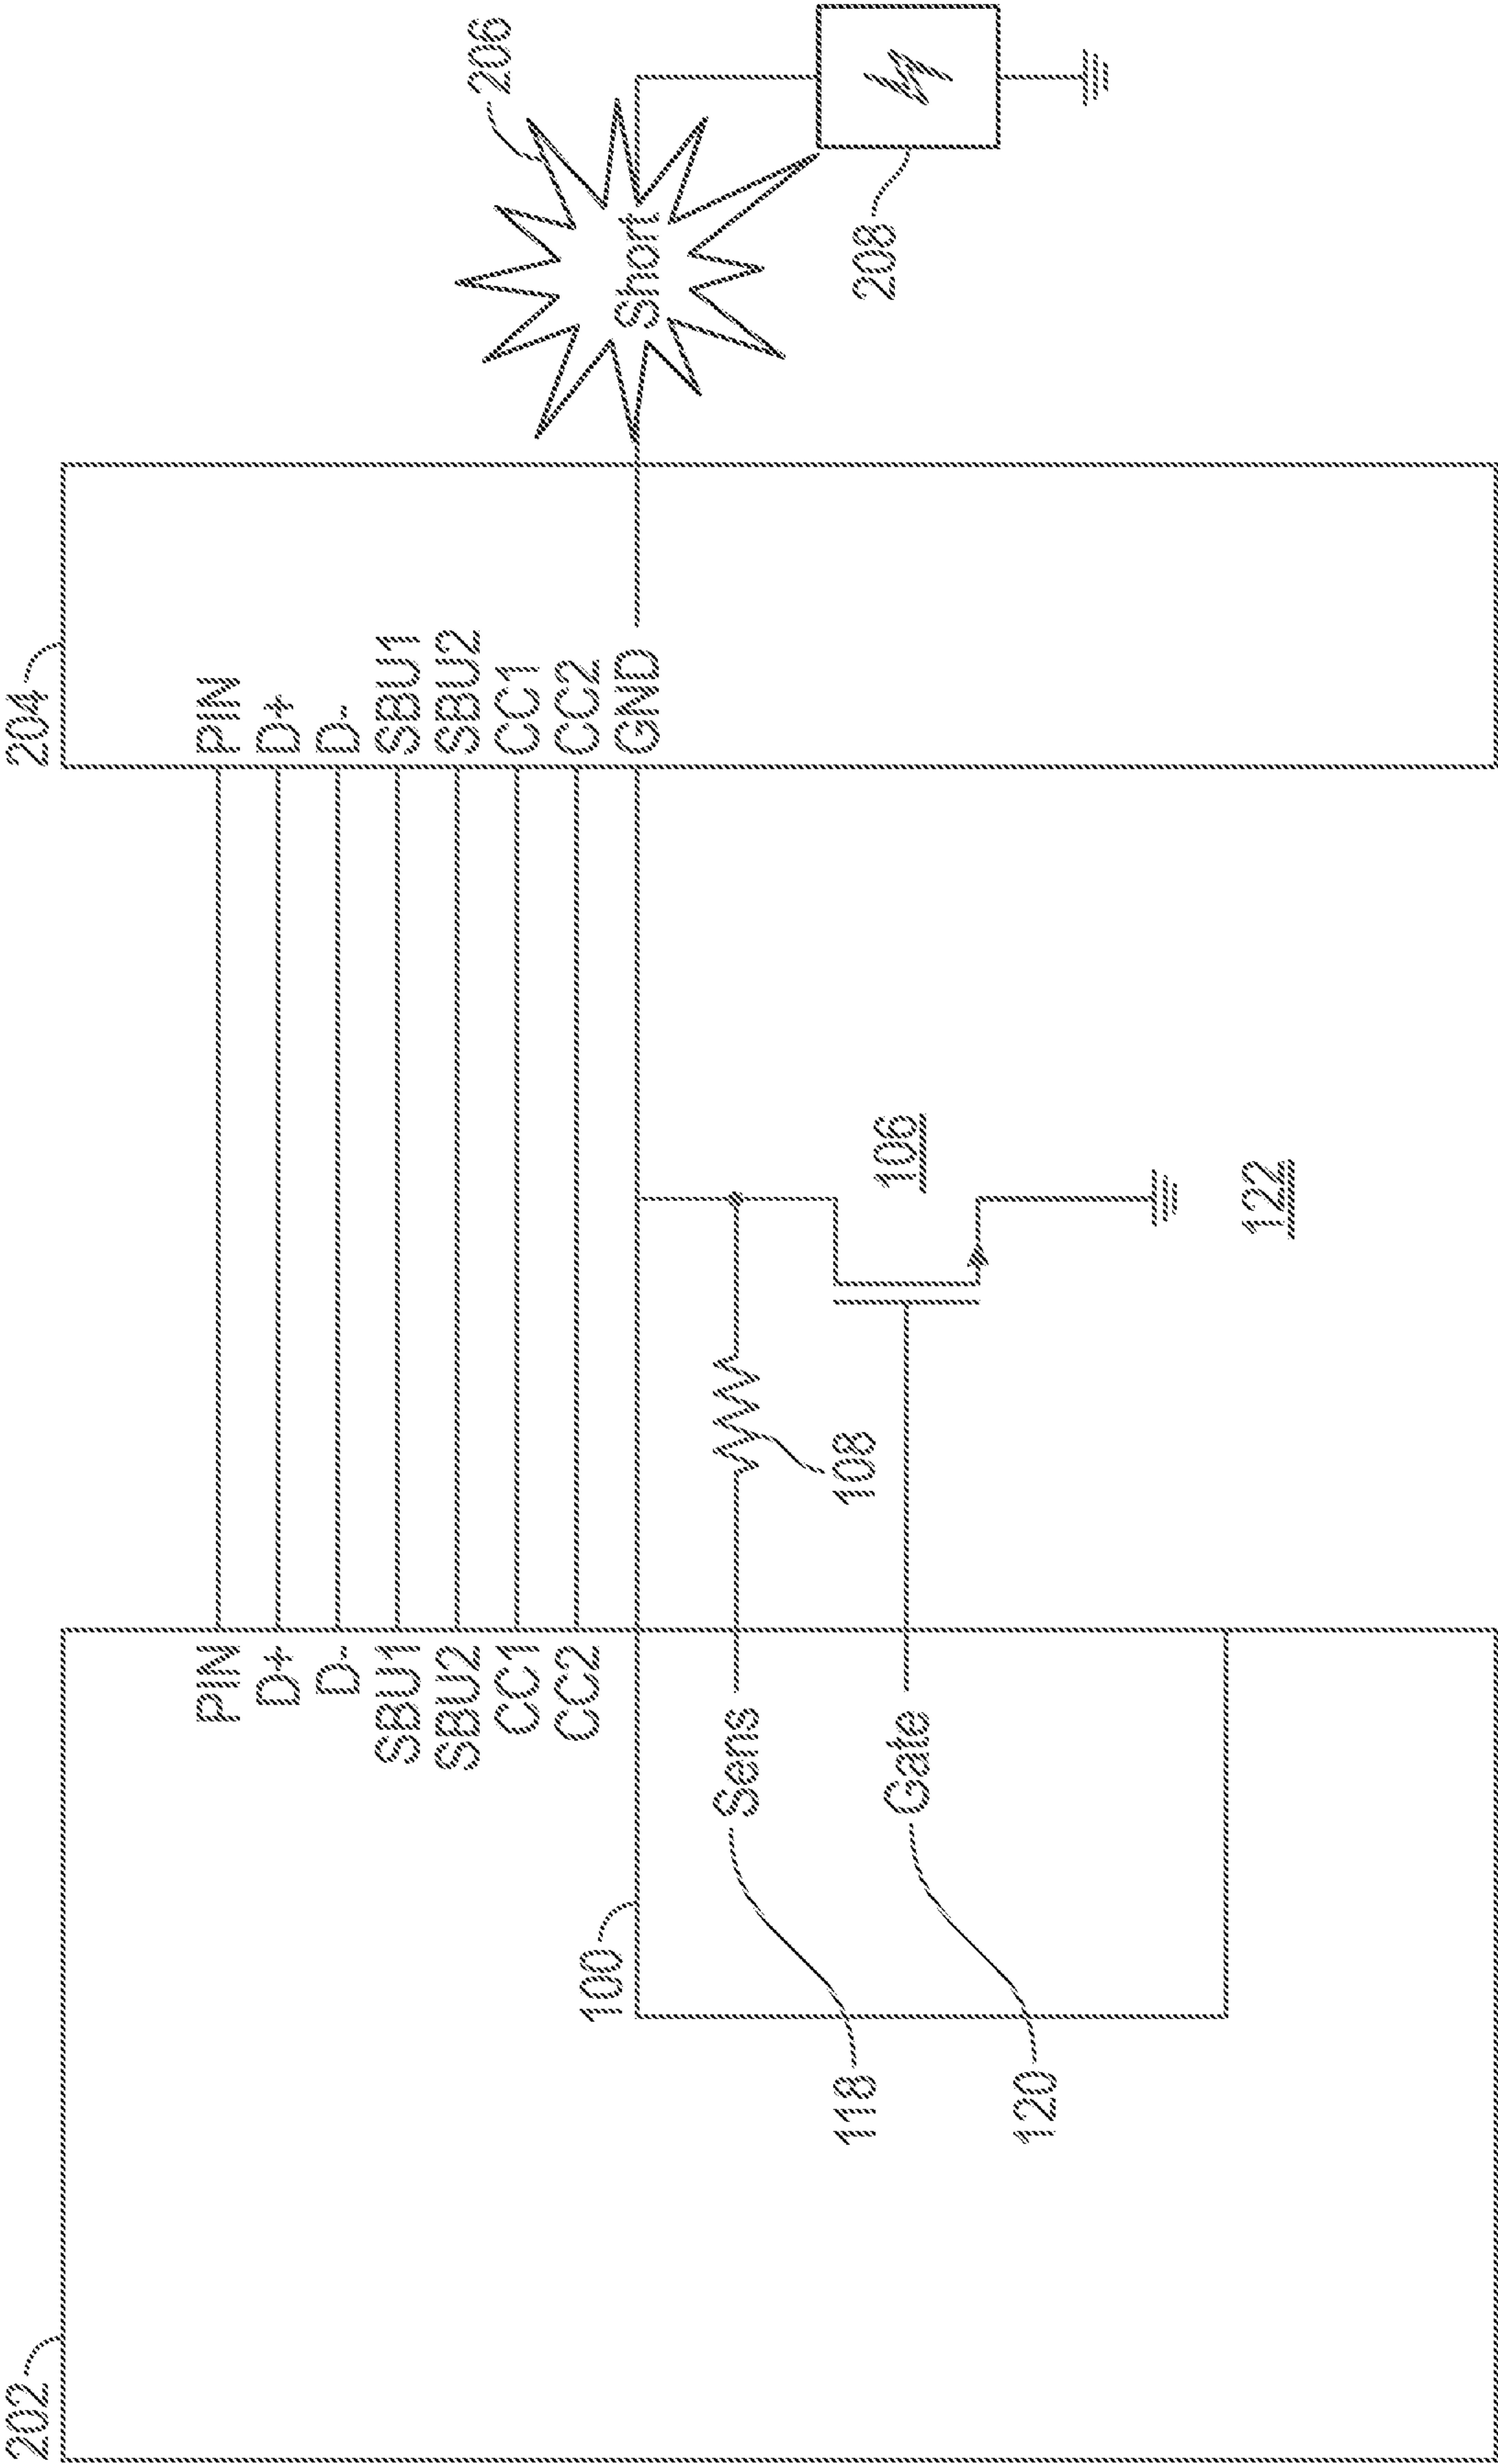 202
PIN
D+
D-
SBU1
SBU2
CC1
CC2
100
Sens
Gate
118
120
108
106
122
204
PIN
D+
D-
SBU1
SBU2
CC1
CC2
GND
206
Short
208